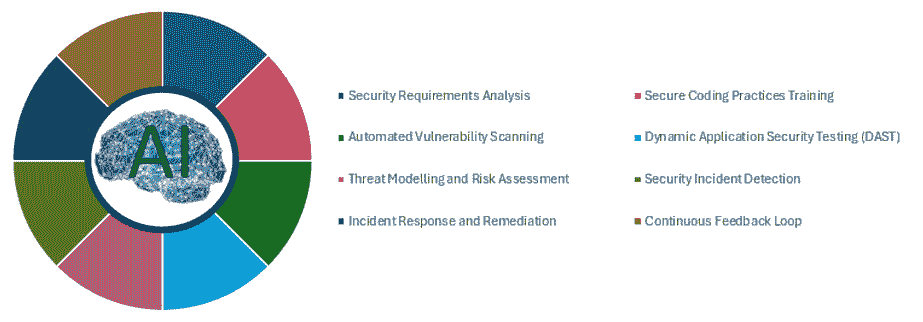 AI
Security Requirements Analysis
Secure Coding Practices Training
Automated Vulnerability Scanning
Dynamic Application Security Testing (DAST)
Threat Modelling and Risk Assessment
Security Incident Detection
Incident Response and Remediation
Continuous Feedback Loop